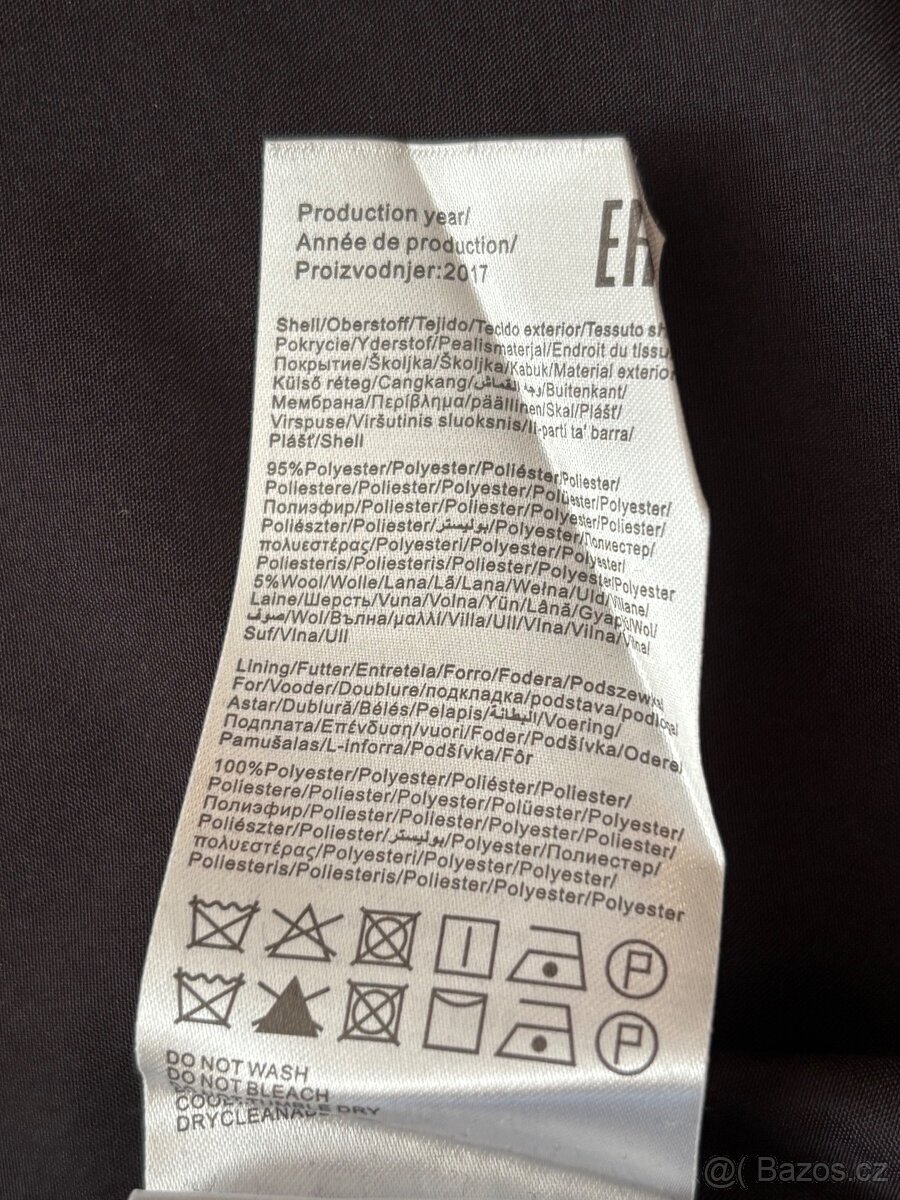 Production year/
Année de production/
Proizvodnjer:2017
EAC
Shell/Oberstoff/Tejido/Tecido exterior/Tessuto
Pokrycie/Yderstof/Pealismaterjal/Endroit du tissu
Покрытие/Školjka/Školjka/Kabuk/Material exterior
Külső réteg/Cangkang/وجه القماش/Buitenkant/
Мембрана/Περίβλημα/päällinen/Skal/Plášť/
Virspuse/Viršutinis sluoksnis/Il-parti ta' barra/
Plášť/Shell
95%Polyester/Polyester/Poliéster/Poliester/
Poliestere/Poliester/Polyester/Polüester/Polyester/
Полиэфир/Poliester/Poliester/Polyester/Poliester/
Poliészter/Poliester/بوليستر/Polyester/Полиестер/
πολυεστέρας/Polyesteri/Polyester/Polyester/
Poliesteris/Poliesteris/Poliester/Polyester/Polyester
5%Wool/Wolle/Lana/Lã/Lana/Wełna/Uld/Villane/
Laine/Шерсть/Vuna/Volna/Yün/Lână/Gyapjú/Wol/
صوف/Wol/Вълна/μαλλί/Villa/Ull/Vlna/Vilna/Vilna/
Suf/Vlna/Ull
Lining/Futter/Entretela/Forro/Fodera/Podszewka/
For/Vooder/Doublure/подкладка/podstava/podloga/
Astar/Dublură/Bélés/Pelapis/البطانة/Voering/
Подплата/Επένδυση/vuori/Foder/Podšívka/Odere/
Pamušalas/L-inforra/Podšívka/Fôr
100%Polyester/Polyester/Poliéster/Poliester/
Poliestere/Poliester/Polyester/Polüester/Polyester/
Полиэфир/Poliester/Poliester/Polyester/Poliester/
Poliészter/Poliester/بوليستر/Polyester/Полиестер/
πολυεστέρας/Polyesteri/Polyester/Polyester/
Poliesteris/Poliesteris/Poliester/Polyester/Polyester
P
P
DO NOT WASH
DO NOT BLEACH
DRY
DRYCLEANABLE
@( Bazos.cz